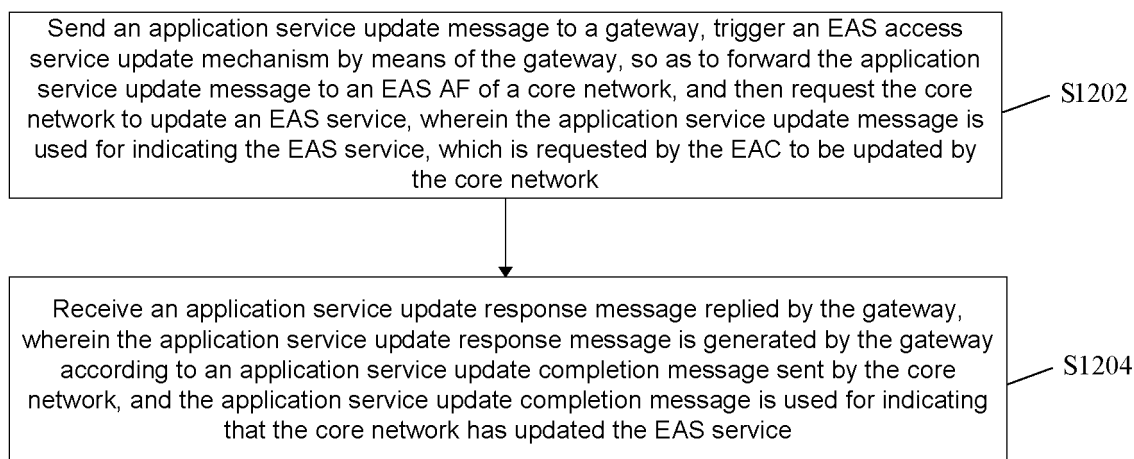 Send an application service update message to a gateway, trigger an EAS access
service update mechanism by means of the gateway, so as to forward the application
service update message to an EAS AF of a core network, and then request the core
network to update an EAS service, wherein the application service update message is
used for indicating the EAS service, which is requested by the EAC to be updated by
the core network
S1202
Receive an application service update response message replied by the gateway,
wherein the application service update response message is generated by the gateway
according to an application service update completion message sent by the core
network, and the application service update completion message is used for indicating
that the core network has updated the EAS service
S1204